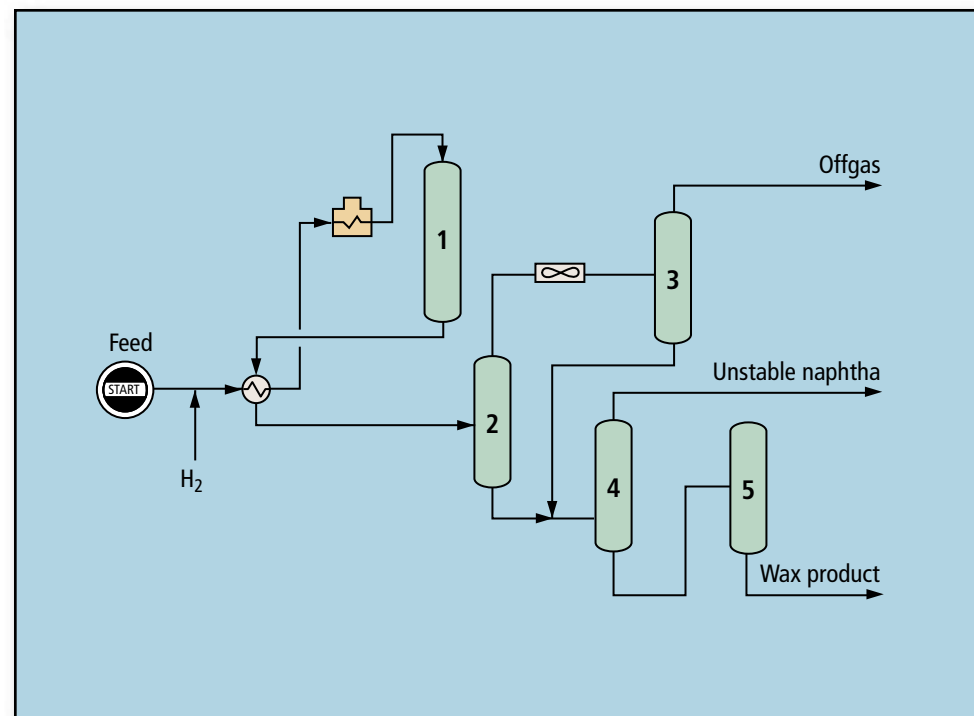 Offgas
1
3
Feed
START
Unstable naphtha
2
H₂
4
5
Wax product